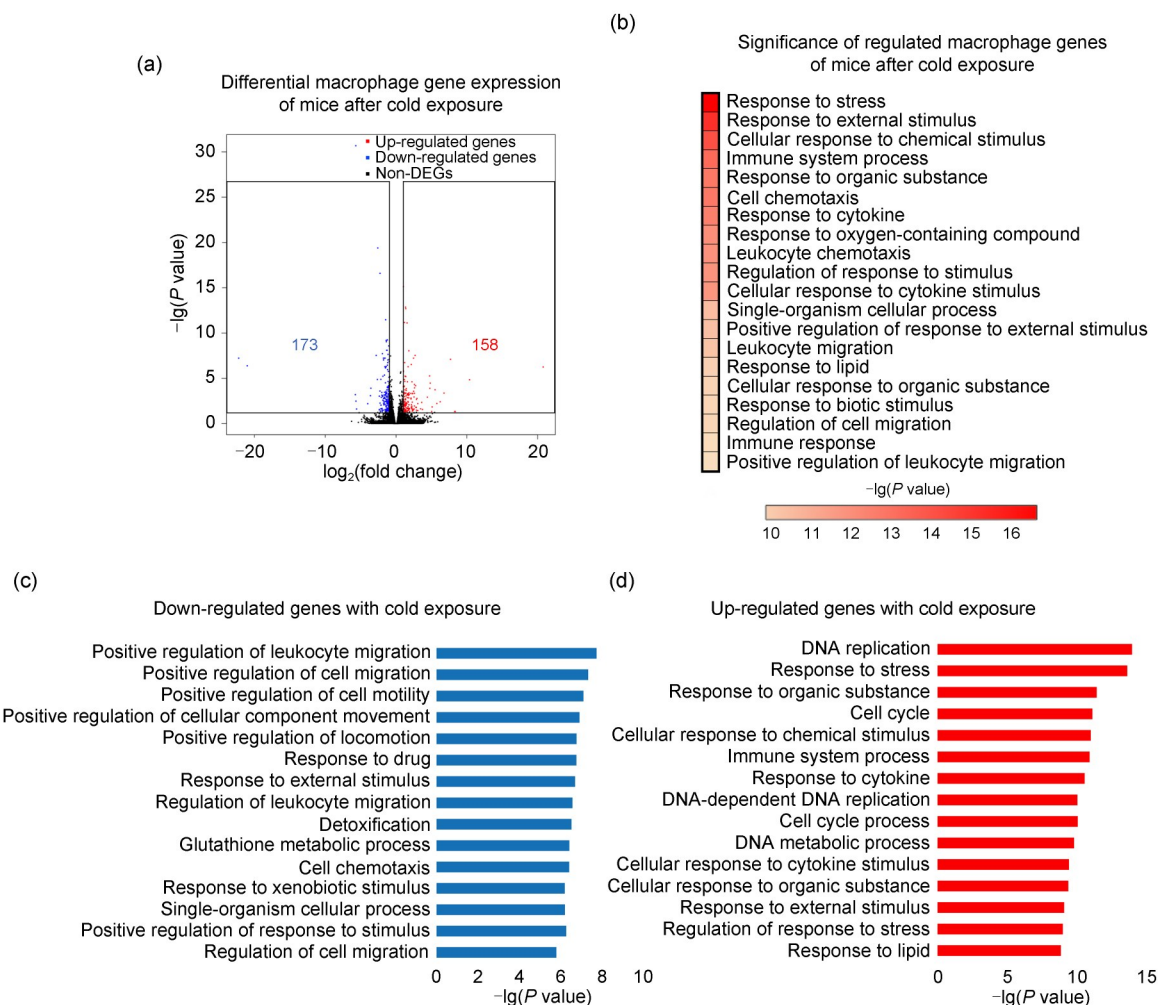 (a)
Differential macrophage gene expression
of mice after cold exposure
Up-regulated genes
Down-regulated genes
Non-DEGs
30
25
20
15
10
5
0
−lg(P value)
173
158
−20
−10
0
10
20
log2(fold change)
(b)
Significance of regulated macrophage genes
of mice after cold exposure
Response to stress
Response to external stimulus
Cellular response to chemical stimulus
Immune system process
Response to organic substance
Cell chemotaxis
Response to cytokine
Response to oxygen-containing compound
Leukocyte chemotaxis
Regulation of response to stimulus
Cellular response to cytokine stimulus
Single-organism cellular process
Positive regulation of response to external stimulus
Leukocyte migration
Response to lipid
Cellular response to organic substance
Response to biotic stimulus
Regulation of cell migration
Immune response
Positive regulation of leukocyte migration
−lg(P value)
10 11 12 13 14 15 16
(c)
Down-regulated genes with cold exposure
Positive regulation of leukocyte migration
Positive regulation of cell migration
Positive regulation of cell motility
Positive regulation of cellular component movement
Positive regulation of locomotion
Response to drug
Response to external stimulus
Regulation of leukocyte migration
Detoxification
Glutathione metabolic process
Cell chemotaxis
Response to xenobiotic stimulus
Single-organism cellular process
Positive regulation of response to stimulus
Regulation of cell migration
0 2 4 6 8 10
−lg(P value)
(d)
Up-regulated genes with cold exposure
DNA replication
Response to stress
Response to organic substance
Cell cycle
Cellular response to chemical stimulus
Immune system process
Response to cytokine
DNA-dependent DNA replication
Cell cycle process
DNA metabolic process
Cellular response to cytokine stimulus
Cellular response to organic substance
Response to external stimulus
Regulation of response to stress
Response to lipid
0 5 10 15
−lg(P value)